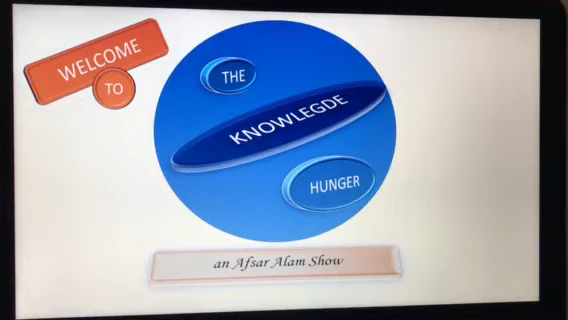 WELCOME
TO
THE
KNOWLEGDE
HUNGER
an Afsar Alam Show